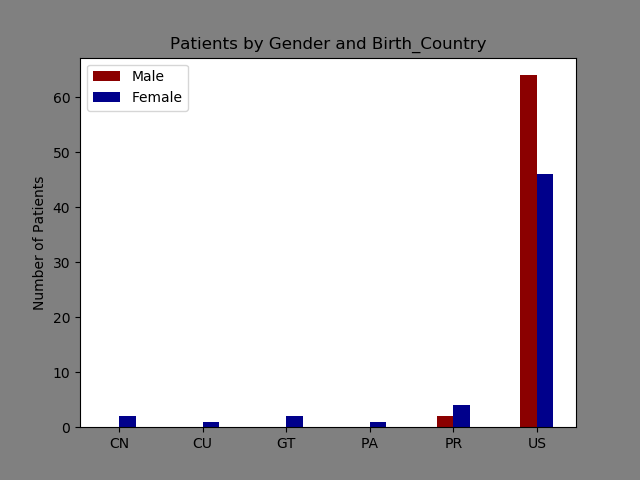 Patients by Gender and Birth_Country
Male
Female
Number of Patients
60
50
40
30
20
10
0
CN CU GT PA PR US